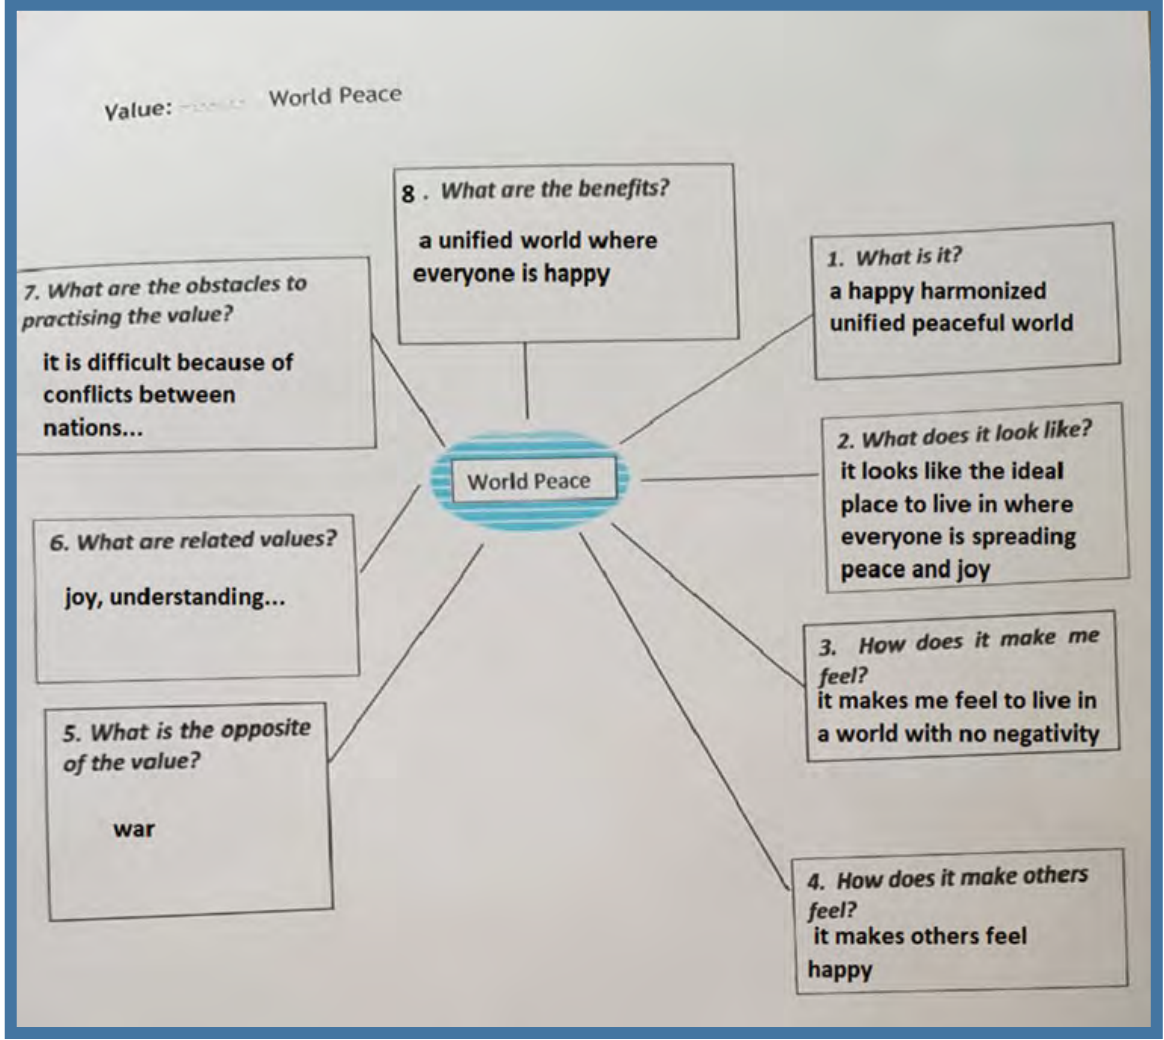 Value: World Peace
8 . What are the benefits?
a unified world where
everyone is happy
1. What is it?
a happy harmonized
unified peaceful world
2. What does it look like?
it looks like the ideal
place to live in where
everyone is spreading
peace and joy
3. How does it make me
feel?
it makes me feel to live in
a world with no negativity
4. How does it make others
feel?
it makes others feel
happy
5. What is the opposite
of the value?
war
6. What are related values?
joy, understanding...
7. What are the obstacles to
practising the value?
it is difficult because of
conflicts between
nations...
World Peace